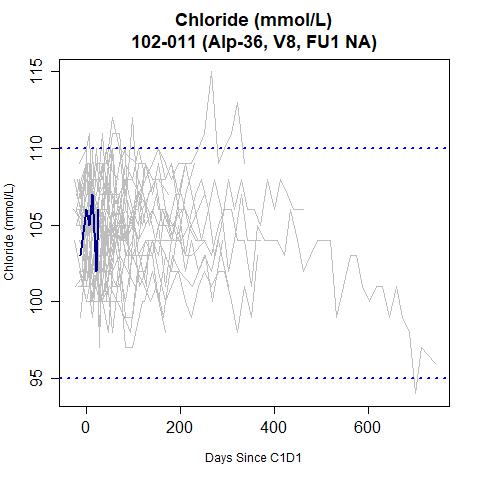 Chloride (mmol/L)
102-011 (Alp-36, V8, FU1 NA)
Chloride (mmol/L)
115
110
105
100
95
0 200 400 600
Days Since C1D1